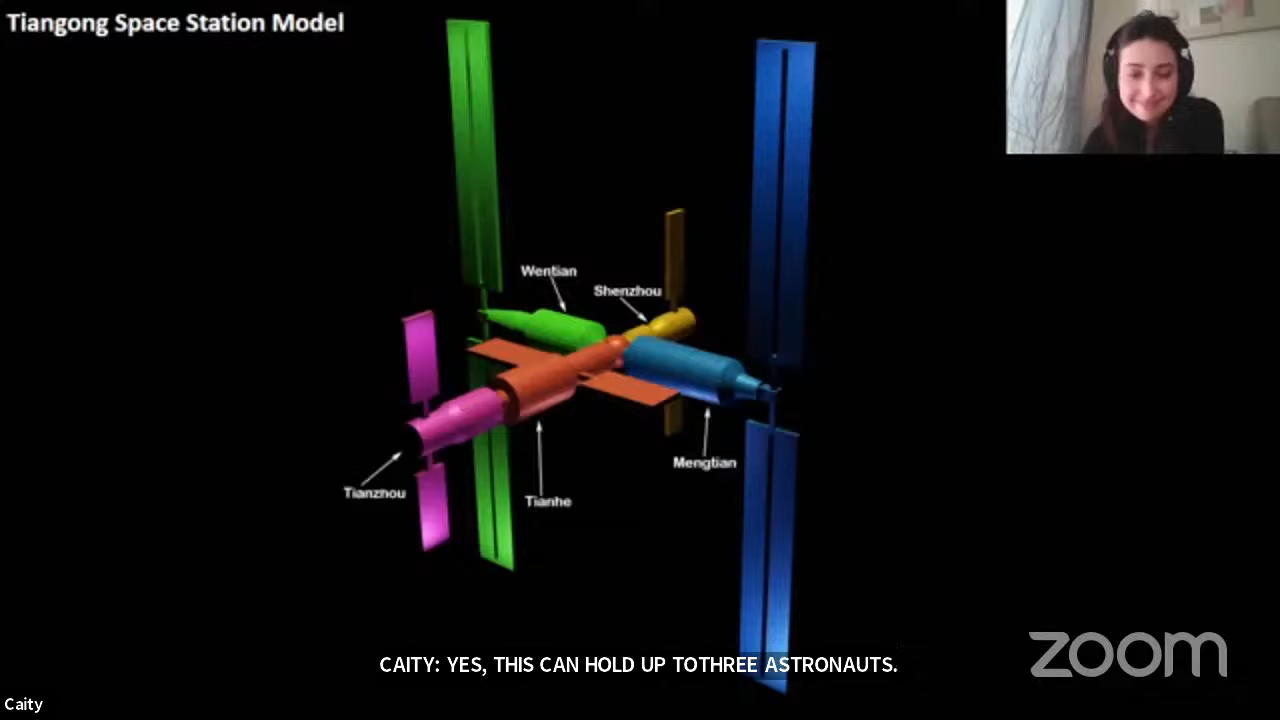 Tiangong Space Station Model
Wentian
Shenzhou
Mengtian
Tianzhou
Tianhe
CAITY: YES, THIS CAN HOLD UP TOTHREE ASTRONAUTS.
zoom
Caity